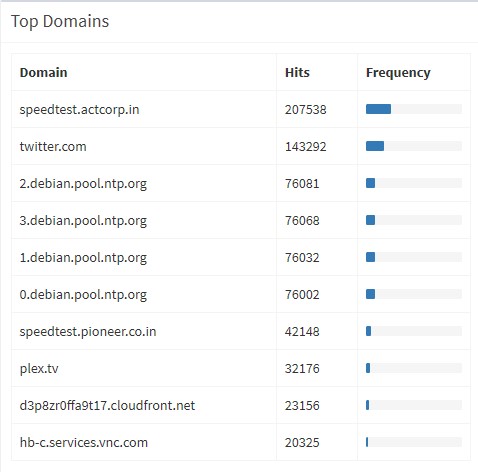 Top Domains
Domain Hits Frequency
speedtest.actcorp.in 207538
twitter.com 143292
2.debian.pool.ntp.org 76081
3.debian.pool.ntp.org 76068
1.debian.pool.ntp.org 76032
0.debian.pool.ntp.org 76002
speedtest.pioneer.co.in 42148
plex.tv 32176
d3p8zr0ffa9t17.cloudfront.net 23156
hb-c.services.vnc.com 20325